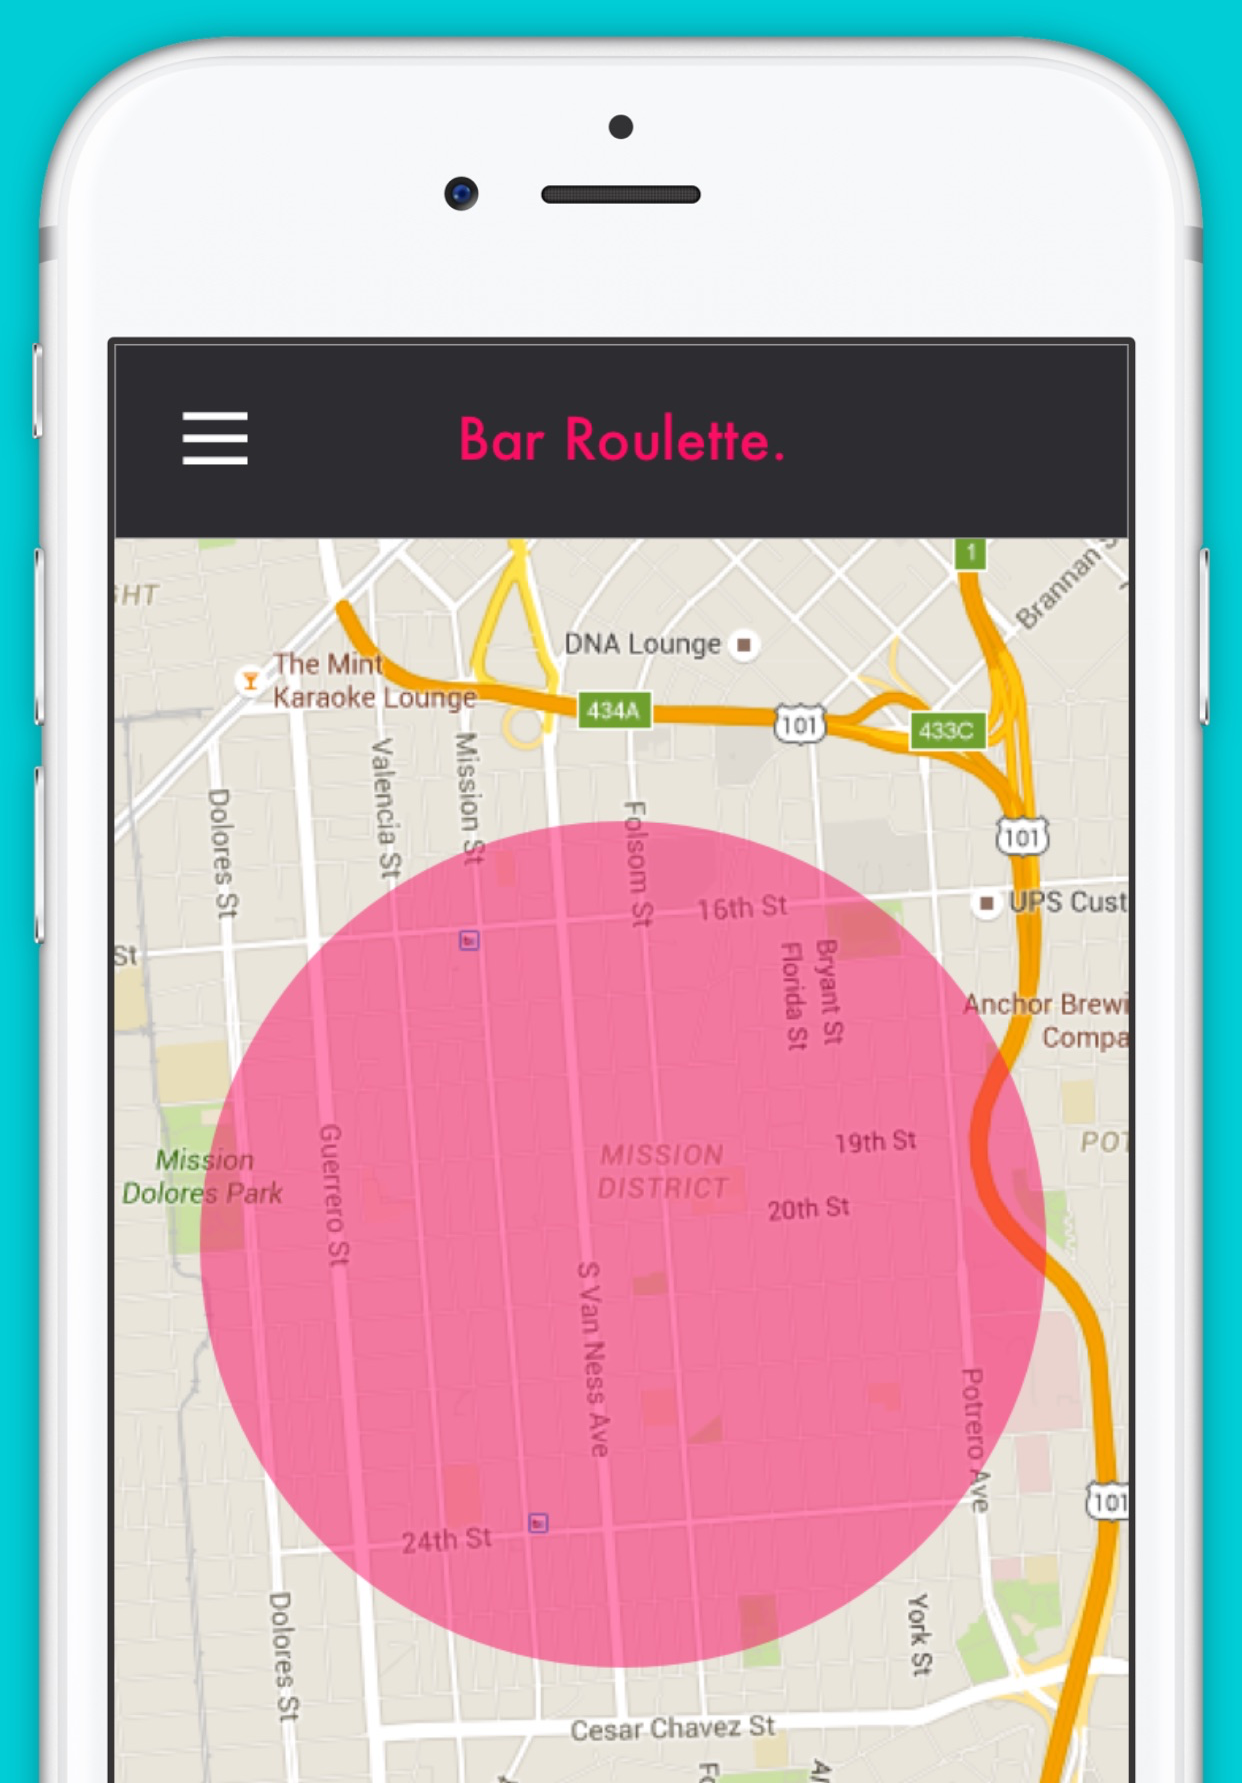 Bar Roulette.
1
Brannan S
HT
DNA Lounge
The Mint
Karaoke Lounge
434A
101
433C
Valencia St
Mission St
Dolores St
Folsom St
101
16th St
UPS Cust
St
Florida St
Bryant St
Anchor Brewi
Compa
Guerrero St
19th St
POT
MISSION
DISTRICT
Mission
Dolores Park
20th St
S Van Ness Ave
Potrero Ave
101
24th St
Dolores St
York St
Cesar Chavez St